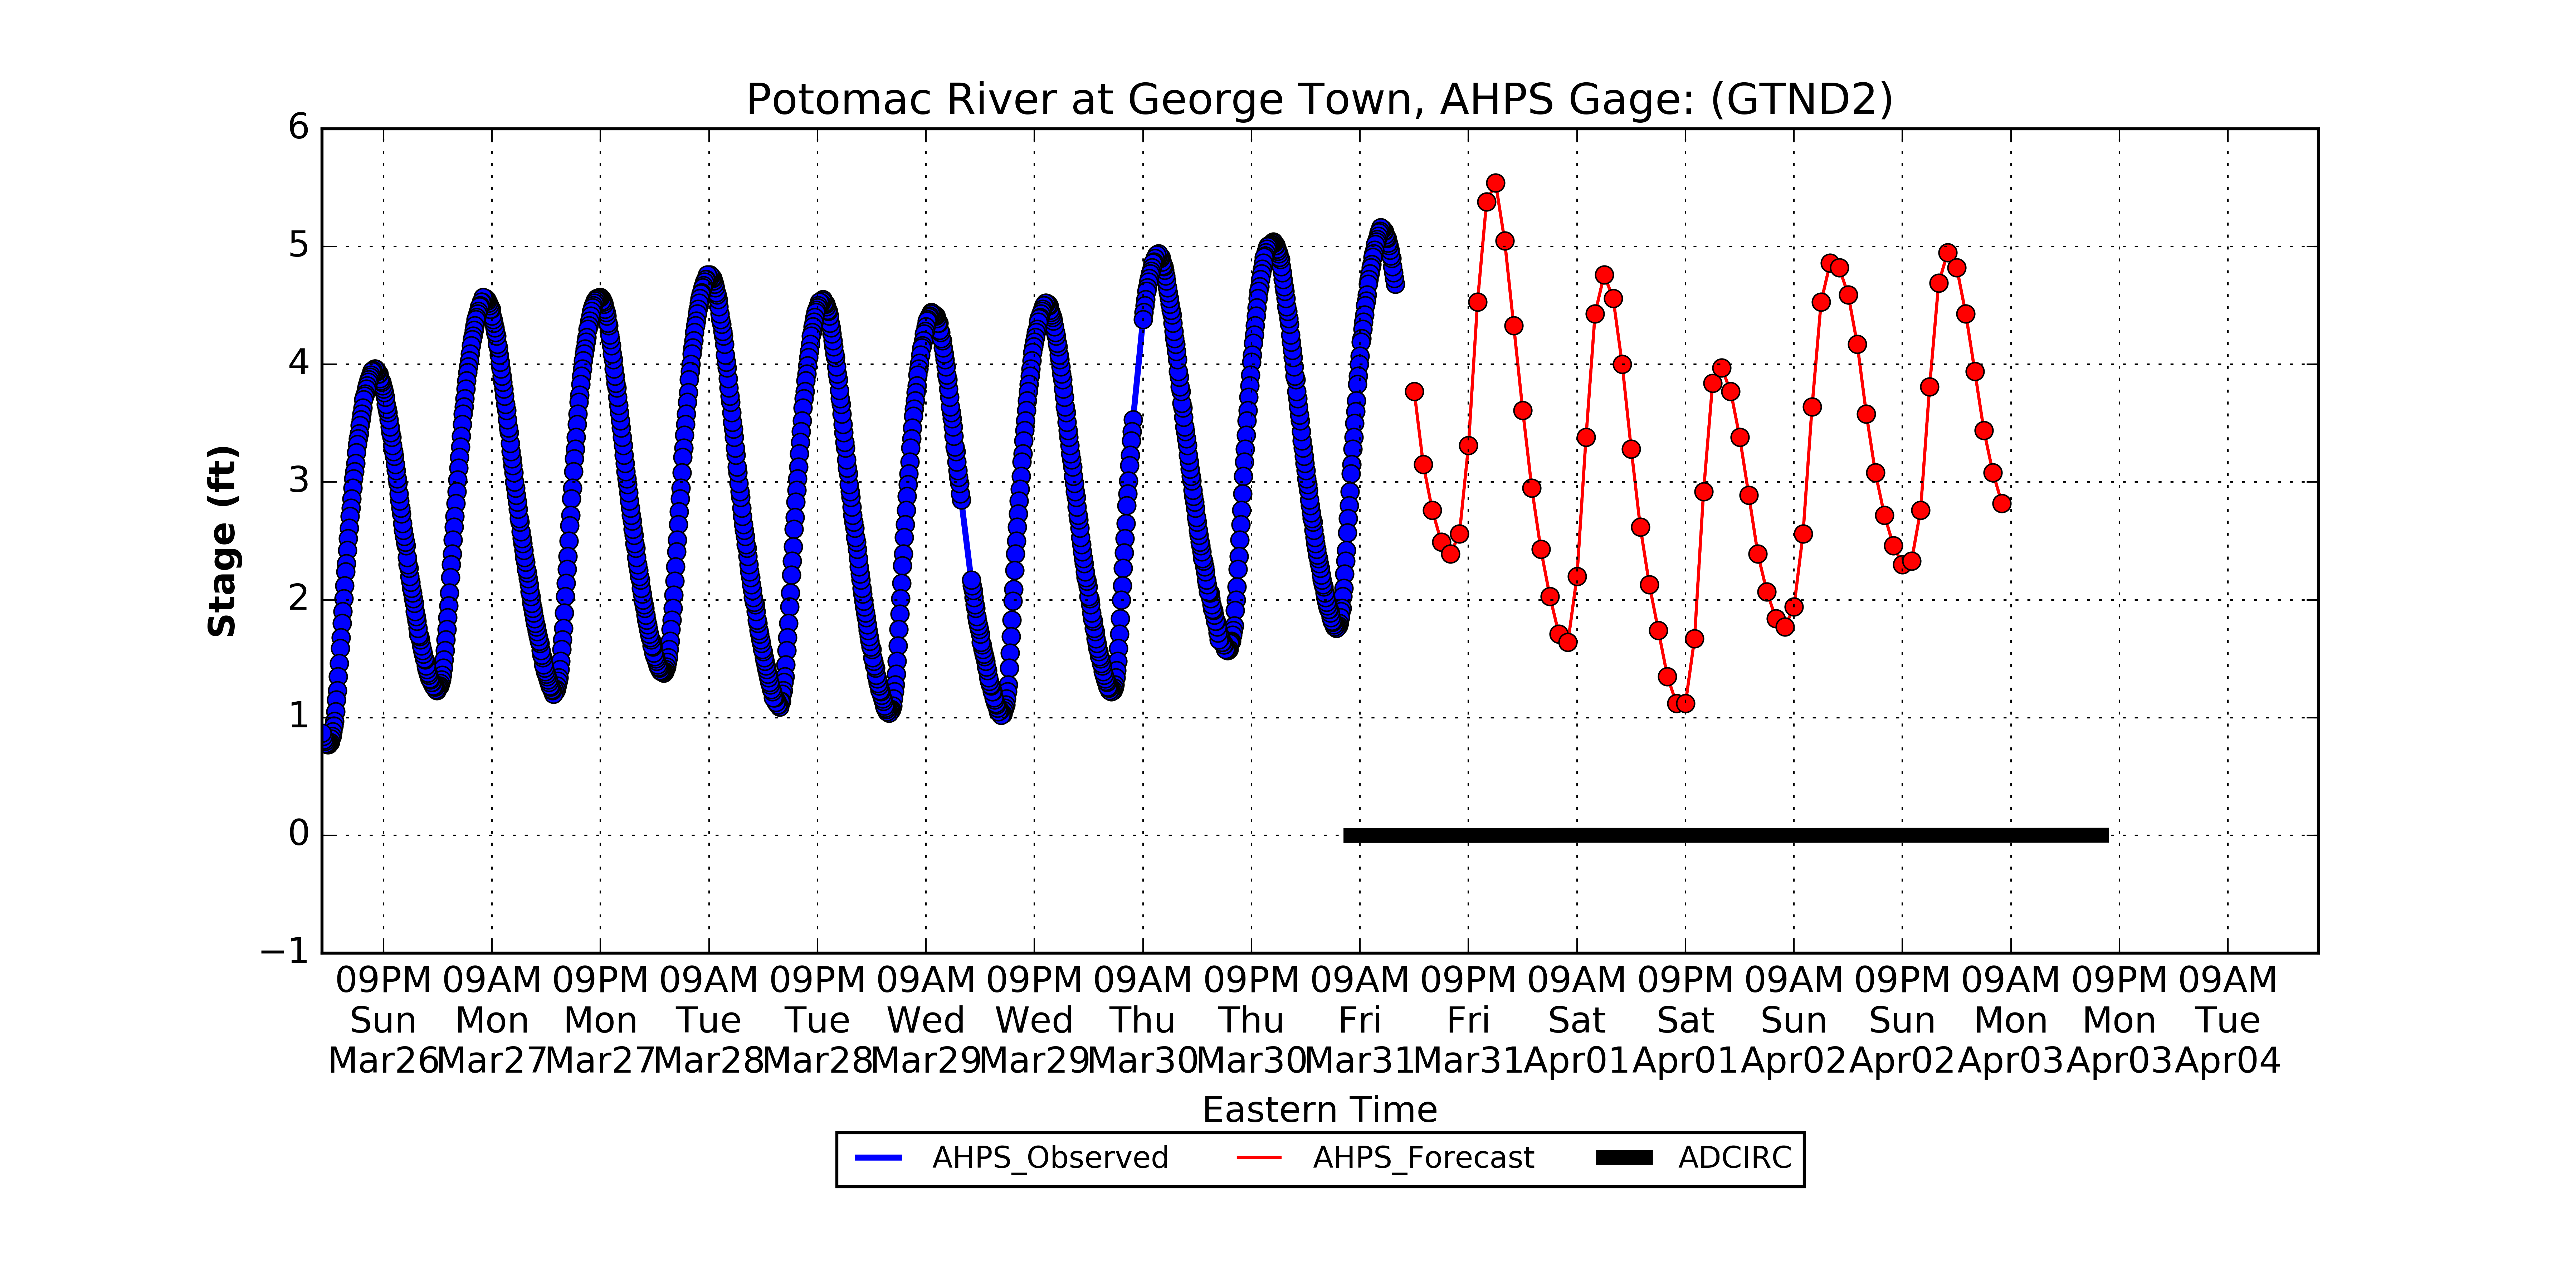 Potomac River at George Town, AHPS Gage: (GTND2)
6
5
4
3
2
1
0
−1
Stage (ft)
09PM 09AM 09PM 09AM 09PM 09AM 09PM 09AM 09PM 09AM 09PM 09AM 09PM 09AM 09PM 09AM 09PM 09AM
Sun Mon Mon Tue Tue Wed Wed Thu Thu Fri Fri Sat Sat Sun Sun Mon Mon Tue
Mar26 Mar27 Mar27 Mar28 Mar28 Mar29 Mar29 Mar30 Mar30 Mar31 Mar31 Apr01 Apr01 Apr02 Apr02 Apr03 Apr03 Apr04
Eastern Time
AHPS_Observed AHPS_Forecast ADCIRC